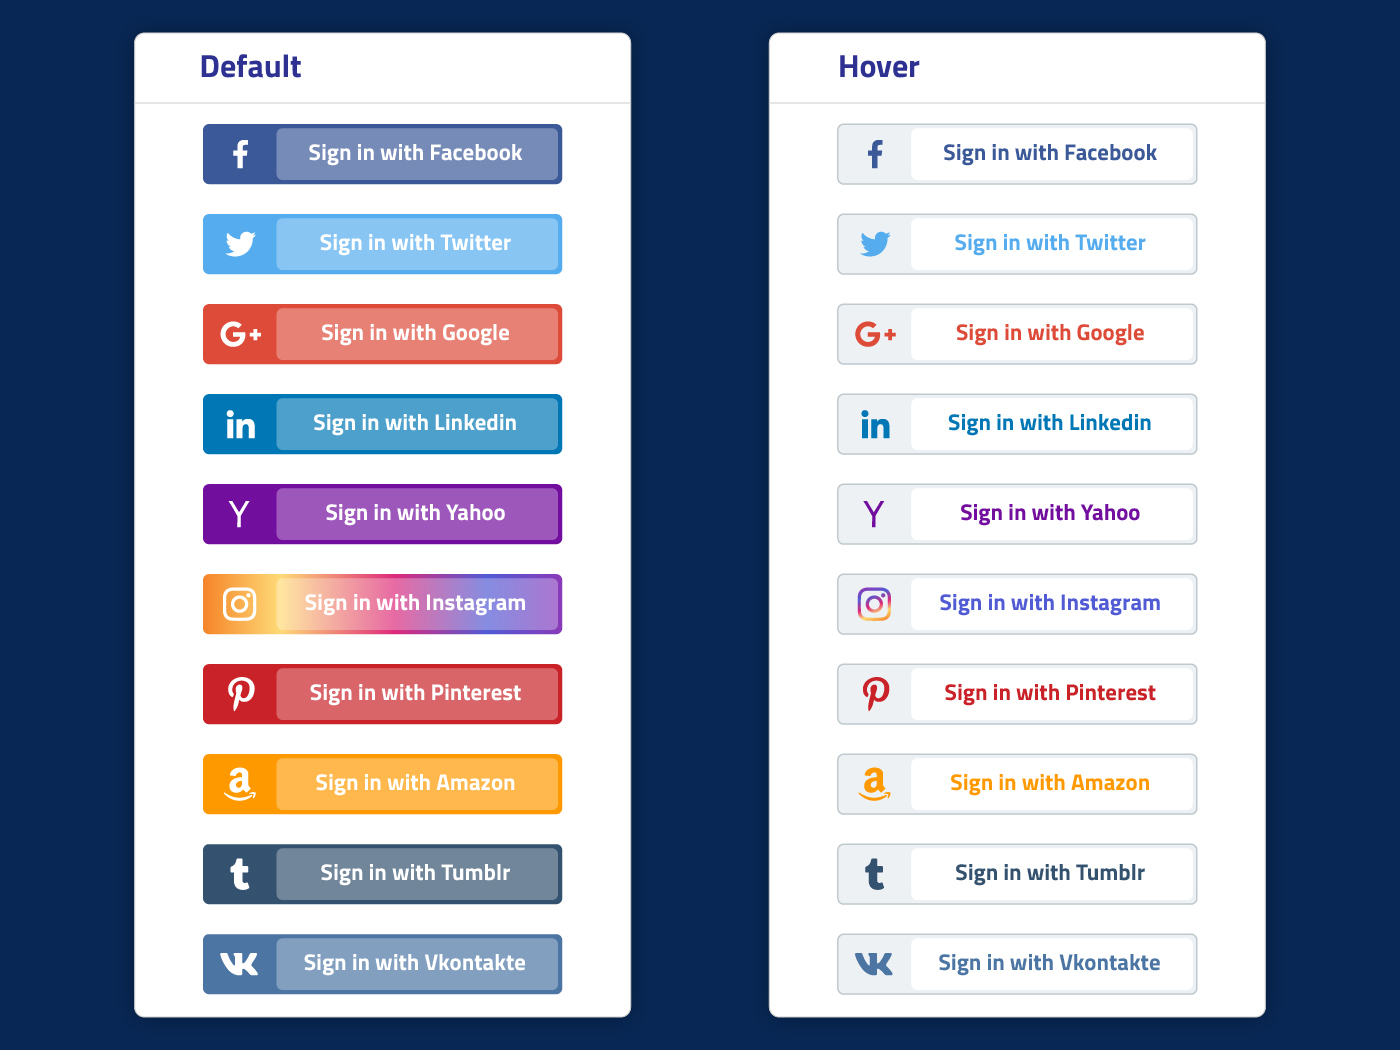 Default
Sign in with Facebook
Sign in with Twitter
G+ Sign in with Google
in Sign in with Linkedin
Y Sign in with Yahoo
Sign in with Instagram
Sign in with Pinterest
a Sign in with Amazon
t Sign in with Tumblr
VK Sign in with Vkontakte
Hover
Sign in with Facebook
Sign in with Twitter
G+ Sign in with Google
in Sign in with Linkedin
Y Sign in with Yahoo
Sign in with Instagram
Sign in with Pinterest
a Sign in with Amazon
t Sign in with Tumblr
VK Sign in with Vkontakte